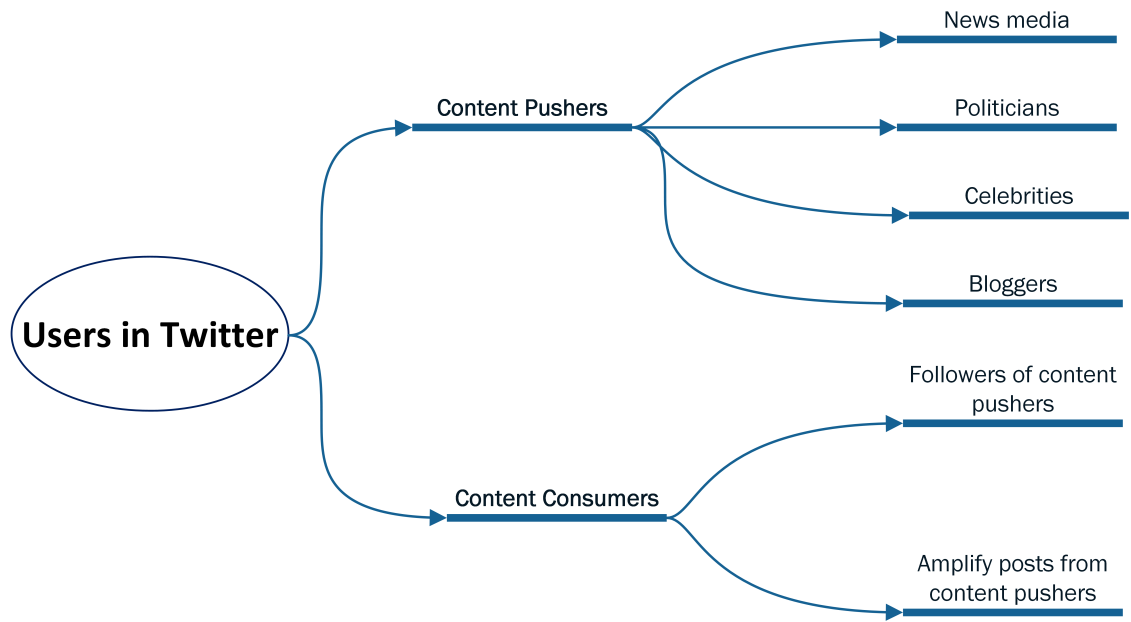 News media
Content Pushers
Politicians
Celebrities
Bloggers
Users in Twitter
Followers of content
pushers
Content Consumers
Amplify posts from
content pushers